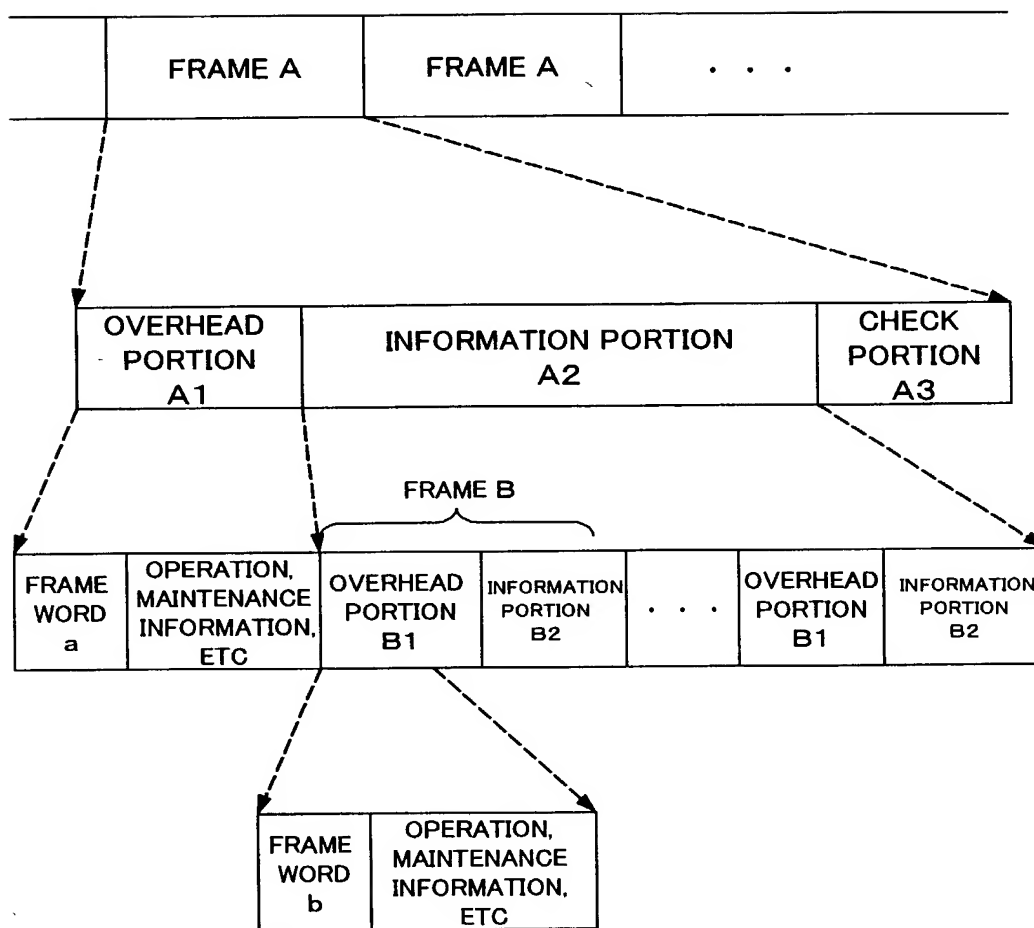 FRAME A
FRAME A
. . .
OVERHEAD
PORTION
A1
INFORMATION PORTION
A2
CHECK
PORTION
A3
FRAME B
FRAME
WORD
a
OPERATION,
MAINTENANCE
INFORMATION,
ETC
OVERHEAD
PORTION
B1
INFORMATION
PORTION
B2
. . .
OVERHEAD
PORTION
B1
INFORMATION
PORTION
B2
FRAME
WORD
b
OPERATION,
MAINTENANCE
INFORMATION,
ETC